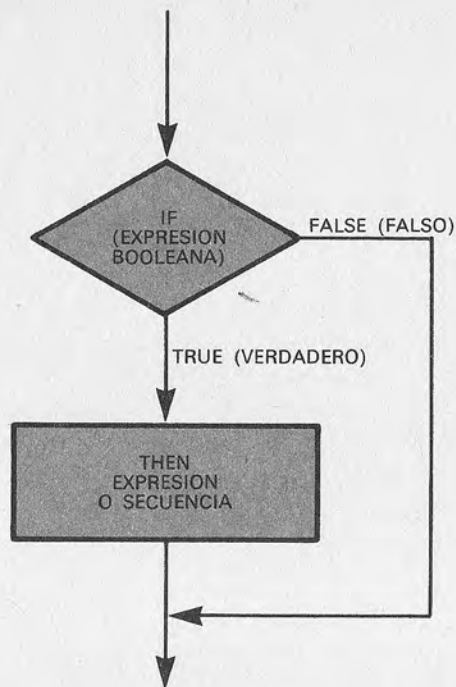 IF
(EXPRESION
BOOLEANA)
FALSE (FALSO)
TRUE (VERDADERO)
THEN
EXPRESION
O SECUENCIA